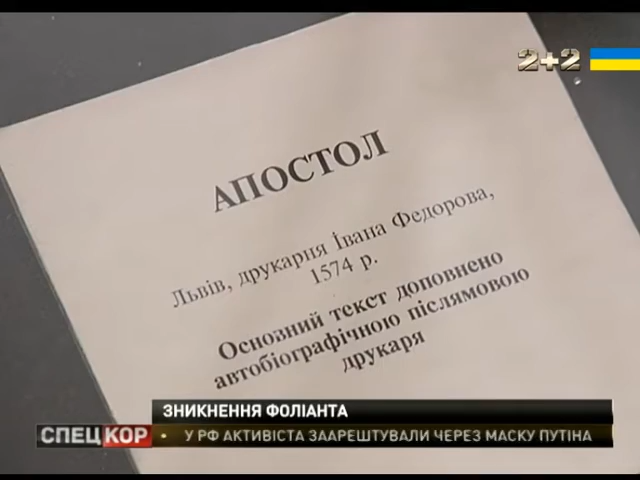 2+2
АПОСТОЛ
Львів, друкарня Івана Федорова,
1574 р.
Основний текст доповнено
автобіографічною післямовою
друкаря
ЗНИКНЕННЯ ФОЛІАНТА
СПЕЦКОР • У РФ АКТИВІСТА ЗААРЕШТУВАЛИ ЧЕРЕЗ МАСКУ ПУТІНА